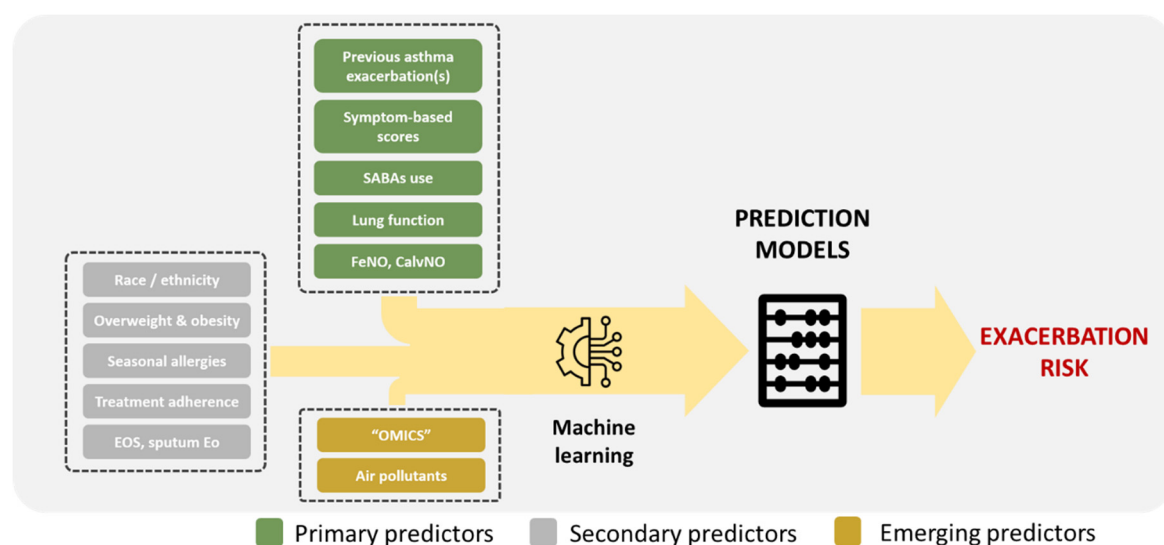 Previous asthma
exacerbation(s)
Symptom-based
scores
SABAs use
Lung function
FeNO, CalvNO
Race / ethnicity
Overweight & obesity
Seasonal allergies
Treatment adherence
EOS, sputum Eo
"OMICS"
Air pollutants
Machine
learning
PREDICTION
MODELS
EXACERBATION
RISK
Primary predictors
Secondary predictors
Emerging predictors